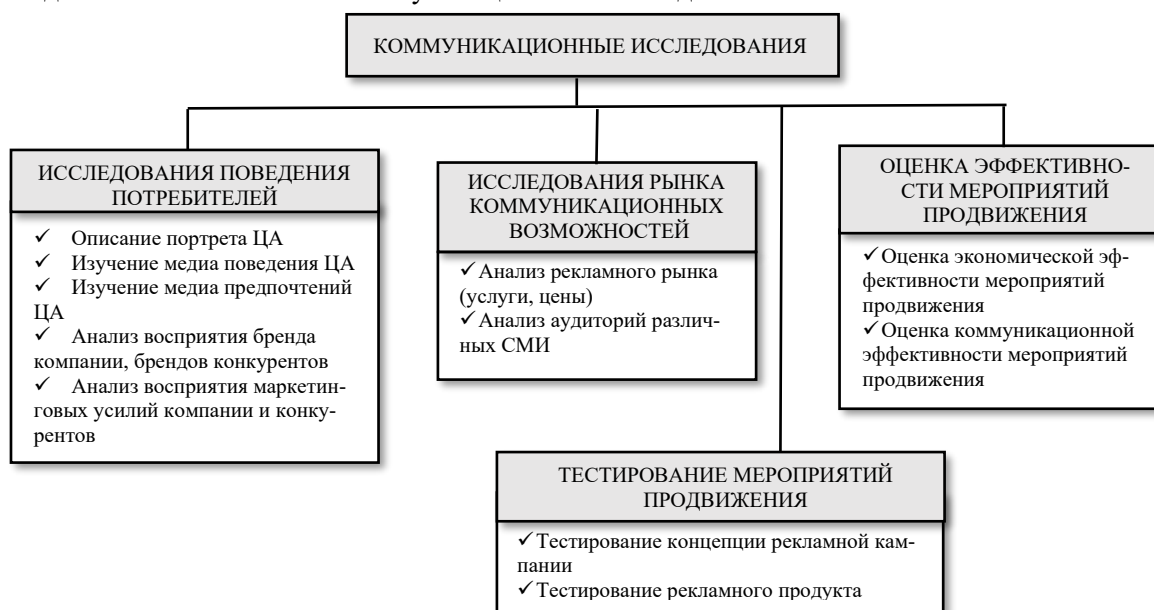 КОММУНИКАЦИОННЫЕ ИССЛЕДОВАНИЯ
ИССЛЕДОВАНИЯ ПОВЕДЕНИЯ
ПОТРЕБИТЕЛЕЙ
✓ Описание портрета ЦА
✓ Изучение медиа поведения ЦА
✓ Изучение медиа предпочтений
ЦА
✓ Анализ восприятия бренда
компании, брендов конкурентов
✓ Анализ восприятия маркетин-
говых усилий компании и конку-
рентов
ИССЛЕДОВАНИЯ РЫНКА
КОММУНИКАЦИОННЫХ
ВОЗМОЖНОСТЕЙ
✓ Анализ рекламного рынка
(услуги, цены)
✓ Анализ аудиторий различ-
ных СМИ
ОЦЕНКА ЭФФЕКТИВНО-
СТИ МЕРОПРИЯТИЙ
ПРОДВИЖЕНИЯ
✓ Оценка экономической эф-
фективности мероприятий
продвижения
✓ Оценка коммуникационной
эффективности мероприятий
продвижения
ТЕСТИРОВАНИЕ МЕРОПРИЯТИЙ
ПРОДВИЖЕНИЯ
✓ Тестирование концепции рекламной кам-
пании
✓ Тестирование рекламного продукта